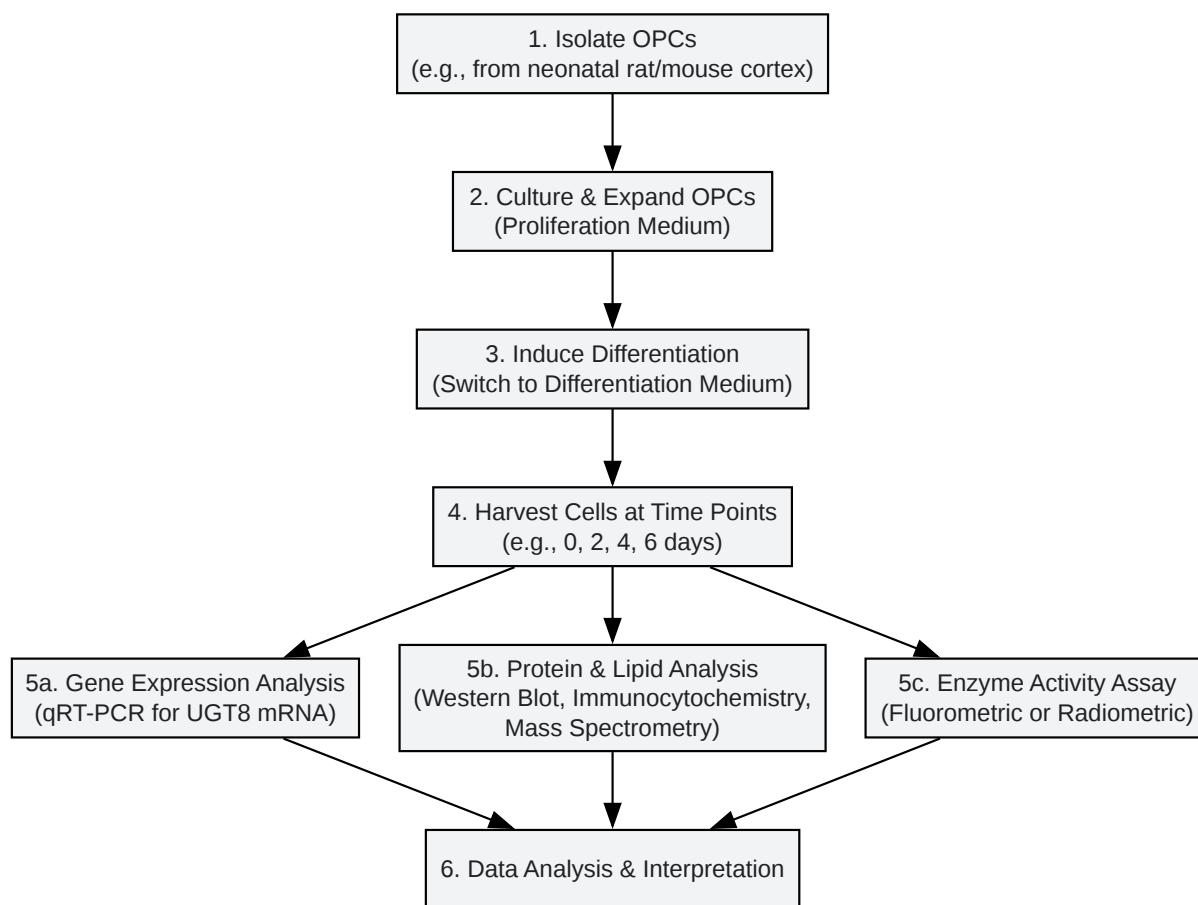 1. Isolate OPCs
(e.g., from neonatal rat/mouse cortex)
2. Culture & Expand OPCs
(Proliferation Medium)
3. Induce Differentiation
(Switch to Differentiation Medium)
4. Harvest Cells at Time Points
(e.g., 0, 2, 4, 6 days)
5a. Gene Expression Analysis
(qRT-PCR for UGT8 mRNA)
5b. Protein & Lipid Analysis
(Western Blot, Immunocytochemistry,
Mass Spectrometry)
5c. Enzyme Activity Assay
(Fluorometric or Radiometric)
6. Data Analysis & Interpretation